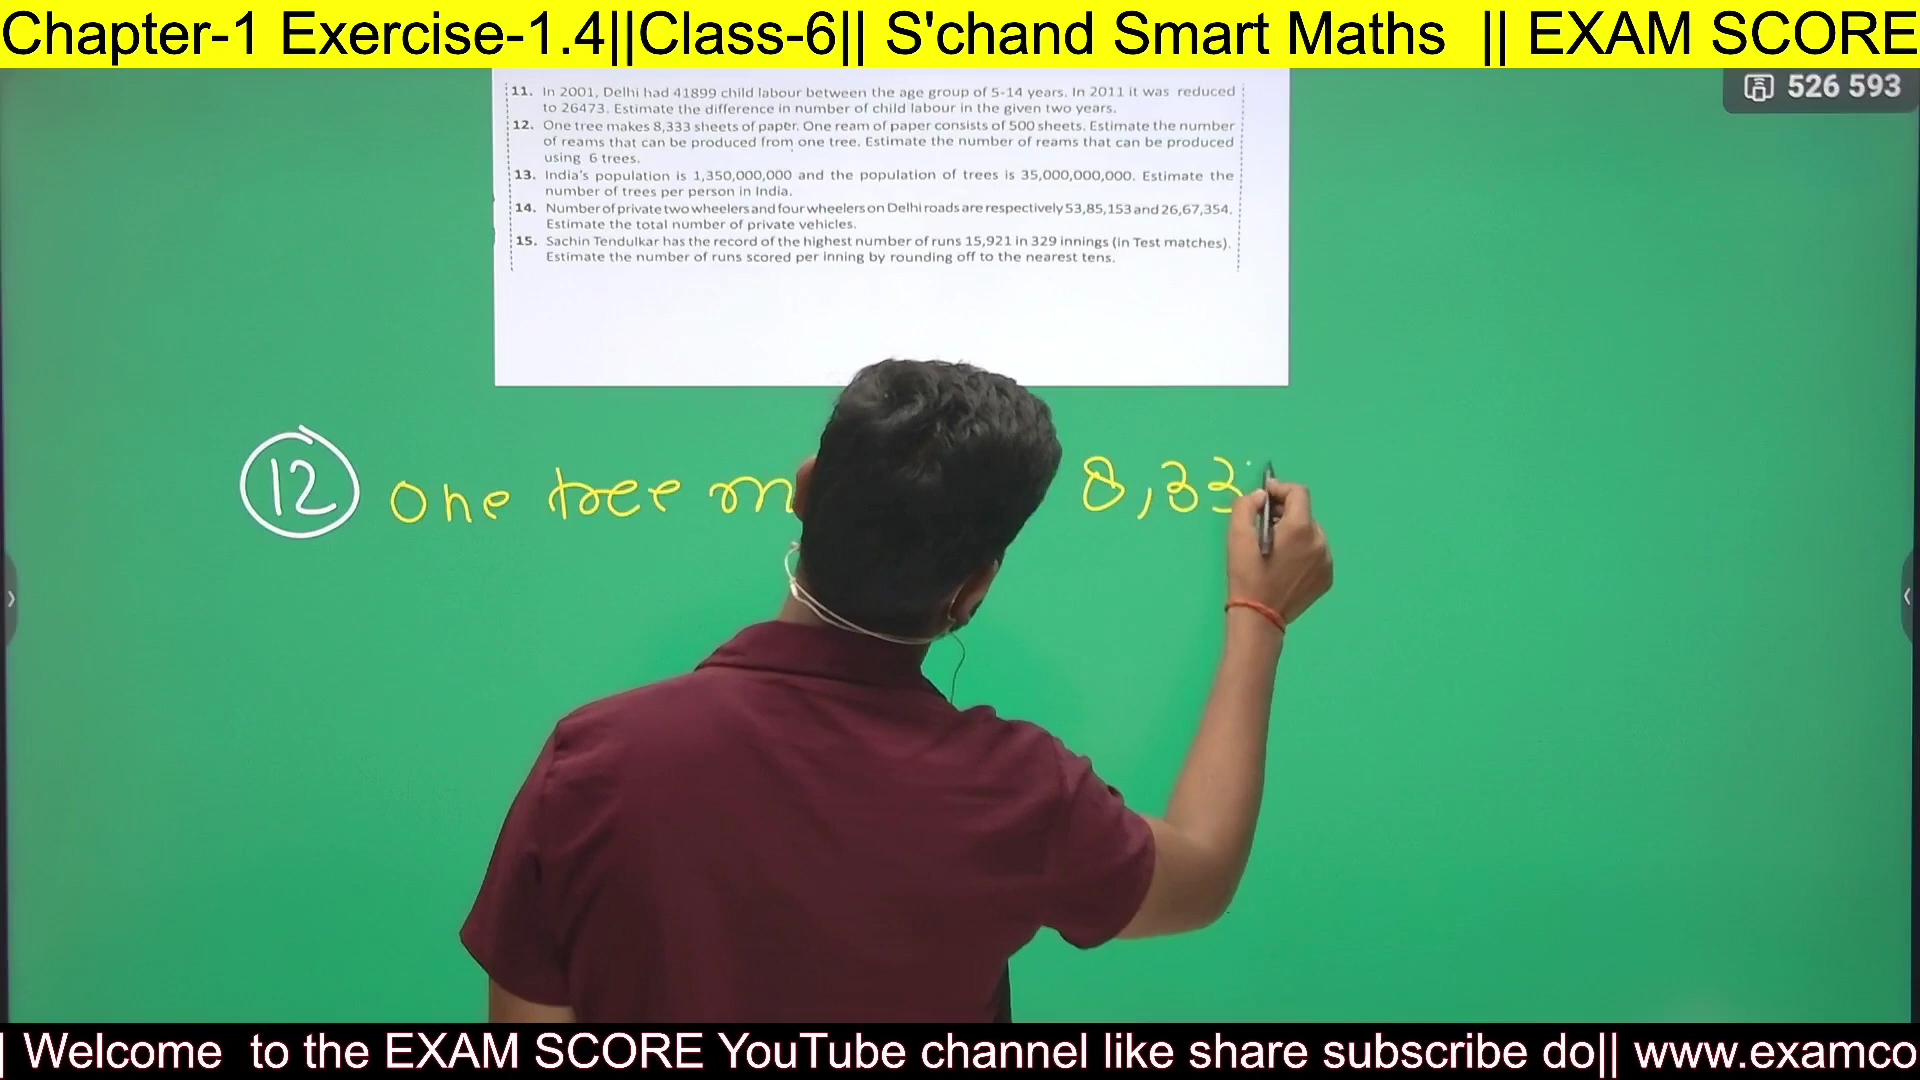 Chapter-1 Exercise-1.4||Class-6|| S'chand Smart Maths || EXAM SCORE
526 593
11. In 2001, Delhi had 41899 child labour between the age group of 5-14 years. In 2011 it was reduced
to 26473. Estimate the difference in number of child labour in the given two years.
12. One tree makes 8,333 sheets of paper. One ream of paper consists of 500 sheets. Estimate the number
of reams that can be produced from one tree. Estimate the number of reams that can be produced
using 6 trees.
13. India's population is 1,350,000,000 and the population of trees is 35,000,000,000. Estimate the
number of trees per person in India.
14. Number of private two wheelers and four wheelers on Delhi roads are respectively 53,85,153 and 26,67,354.
Estimate the total number of private vehicles.
15. Sachin Tendulkar has the record of the highest number of runs 15,921 in 329 innings (in Test matches).
Estimate the number of runs scored per inning by rounding off to the nearest tens.
12 One tree m 8,33
| Welcome to the EXAM SCORE YouTube channel like share subscribe do|| www.examco